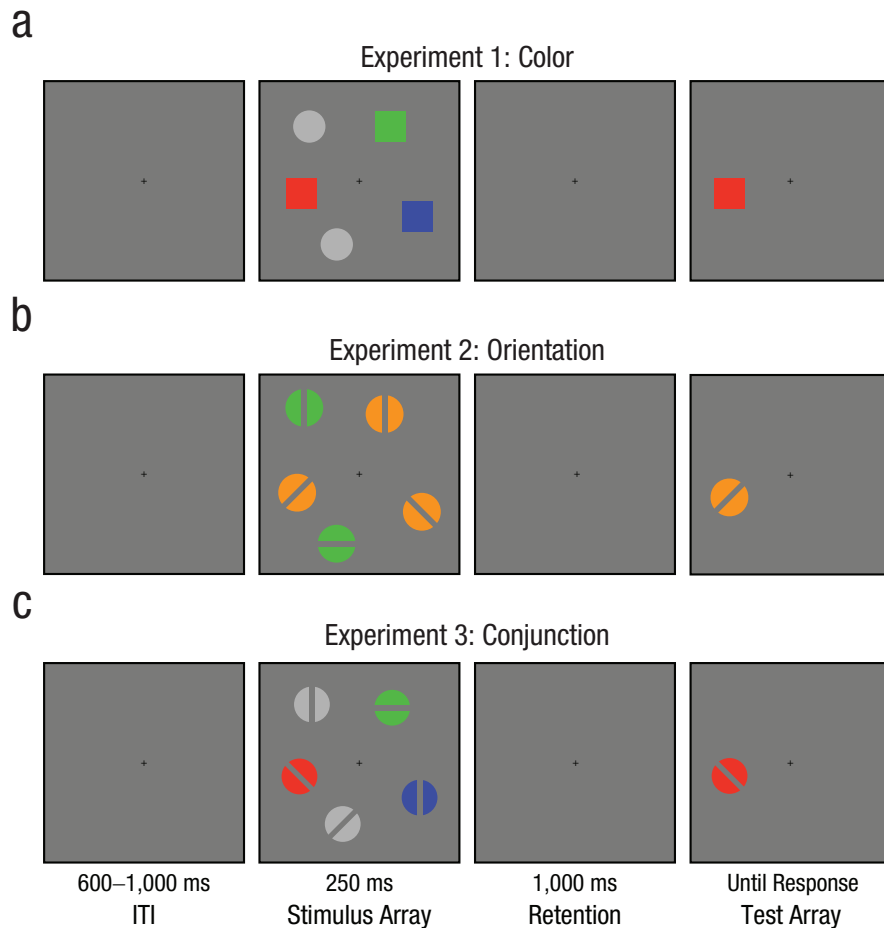 a
Experiment 1: Color
b
Experiment 2: Orientation
c
Experiment 3: Conjunction
600–1,000 ms 250 ms 1,000 ms Until Response
ITI Stimulus Array Retention Test Array